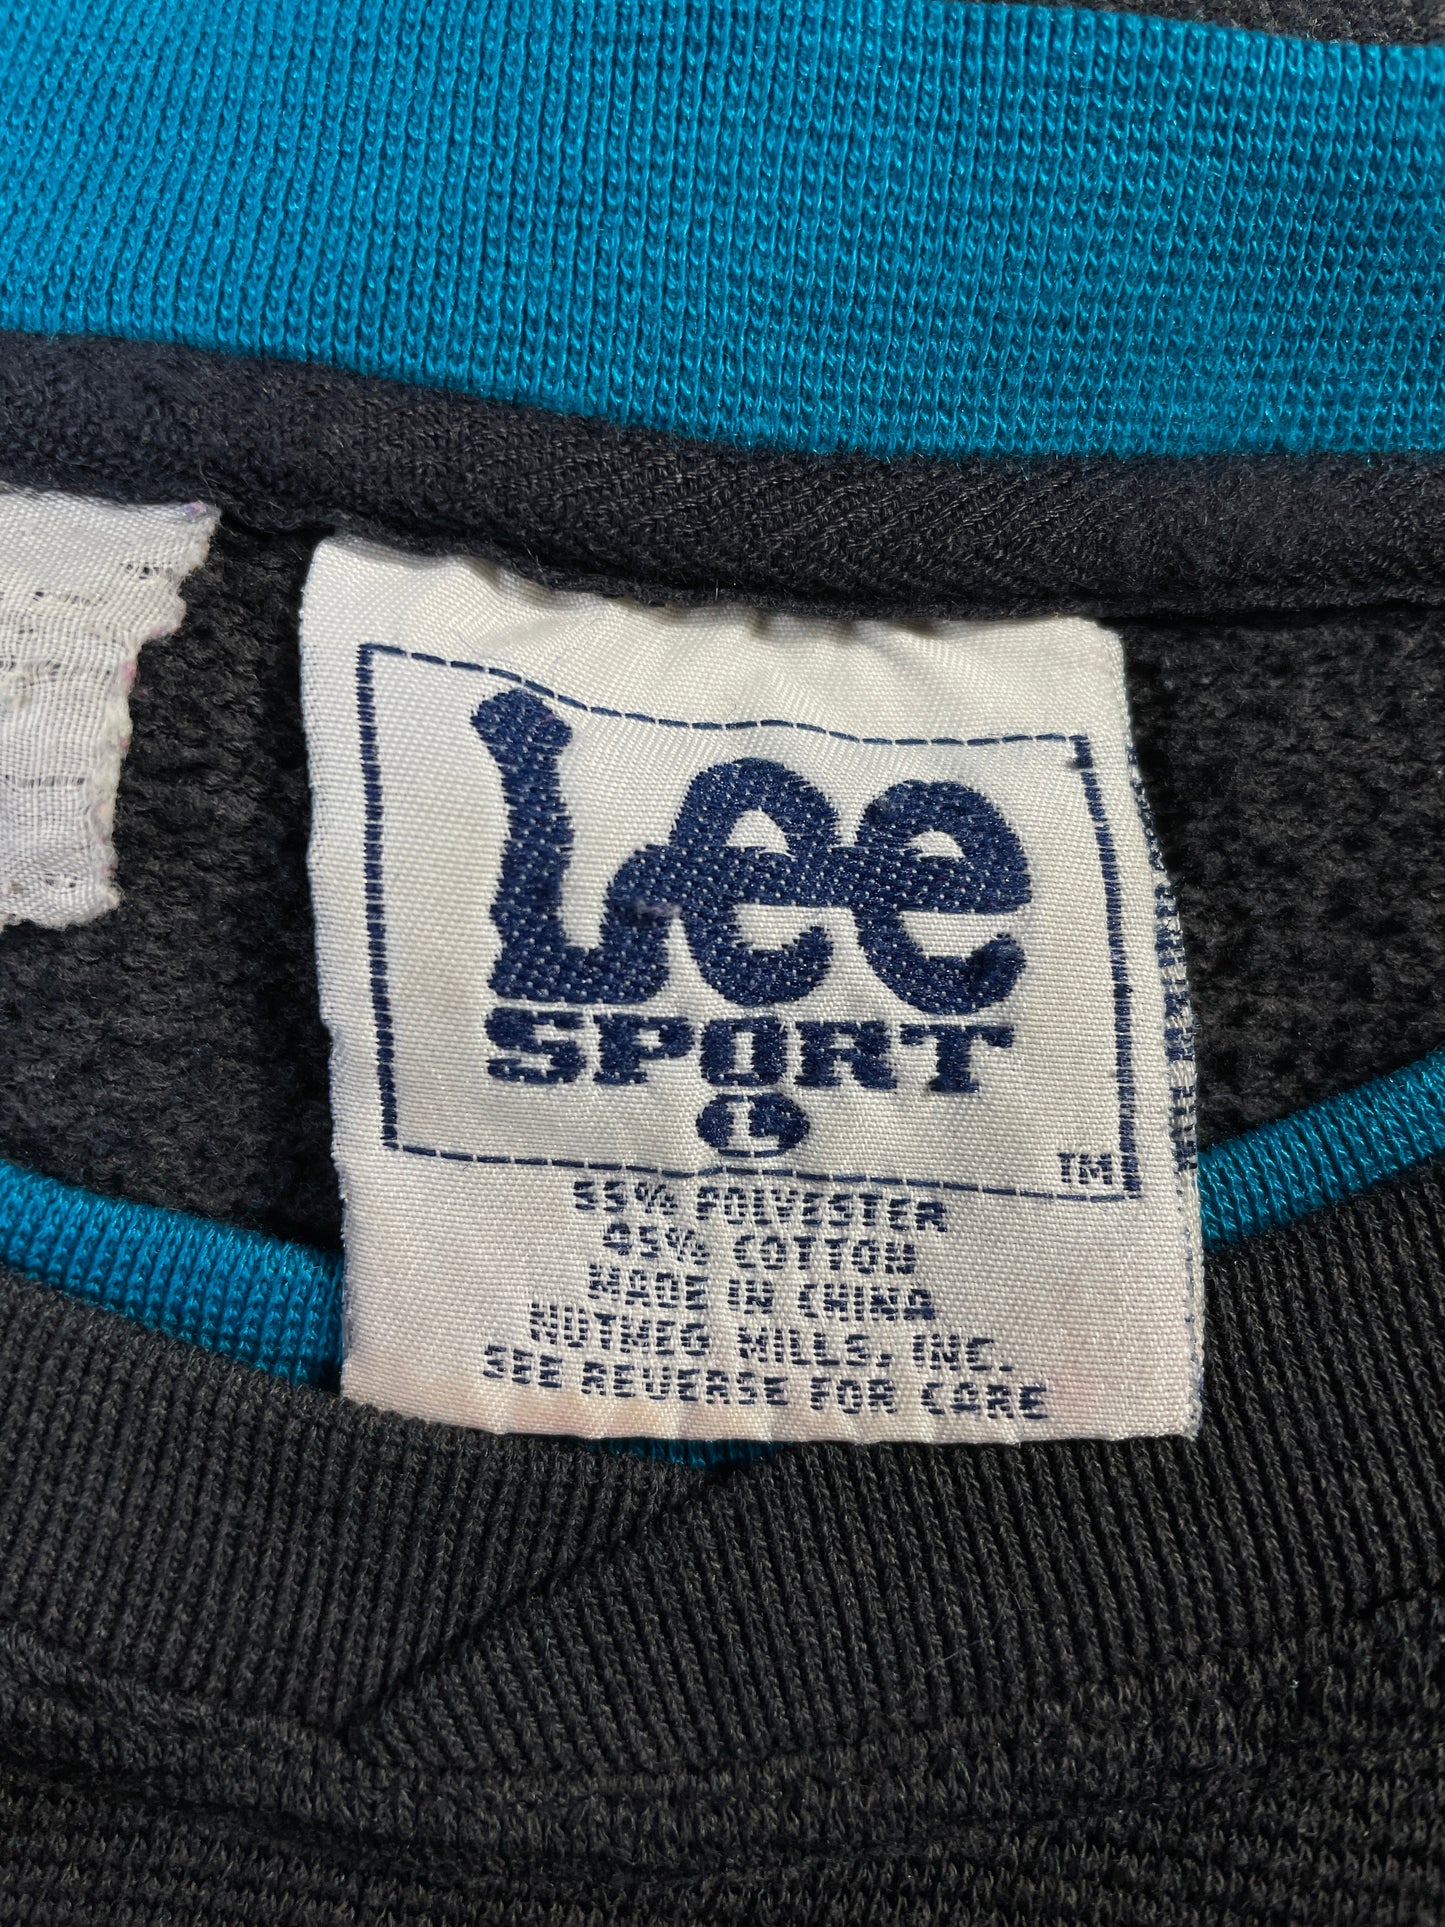 Lee
SPORT
L
TM
55% POLYESTER
45% COTTON
MADE IN CHINA
NUTMEG MILLS, INC.
SEE REVERSE FOR CARE